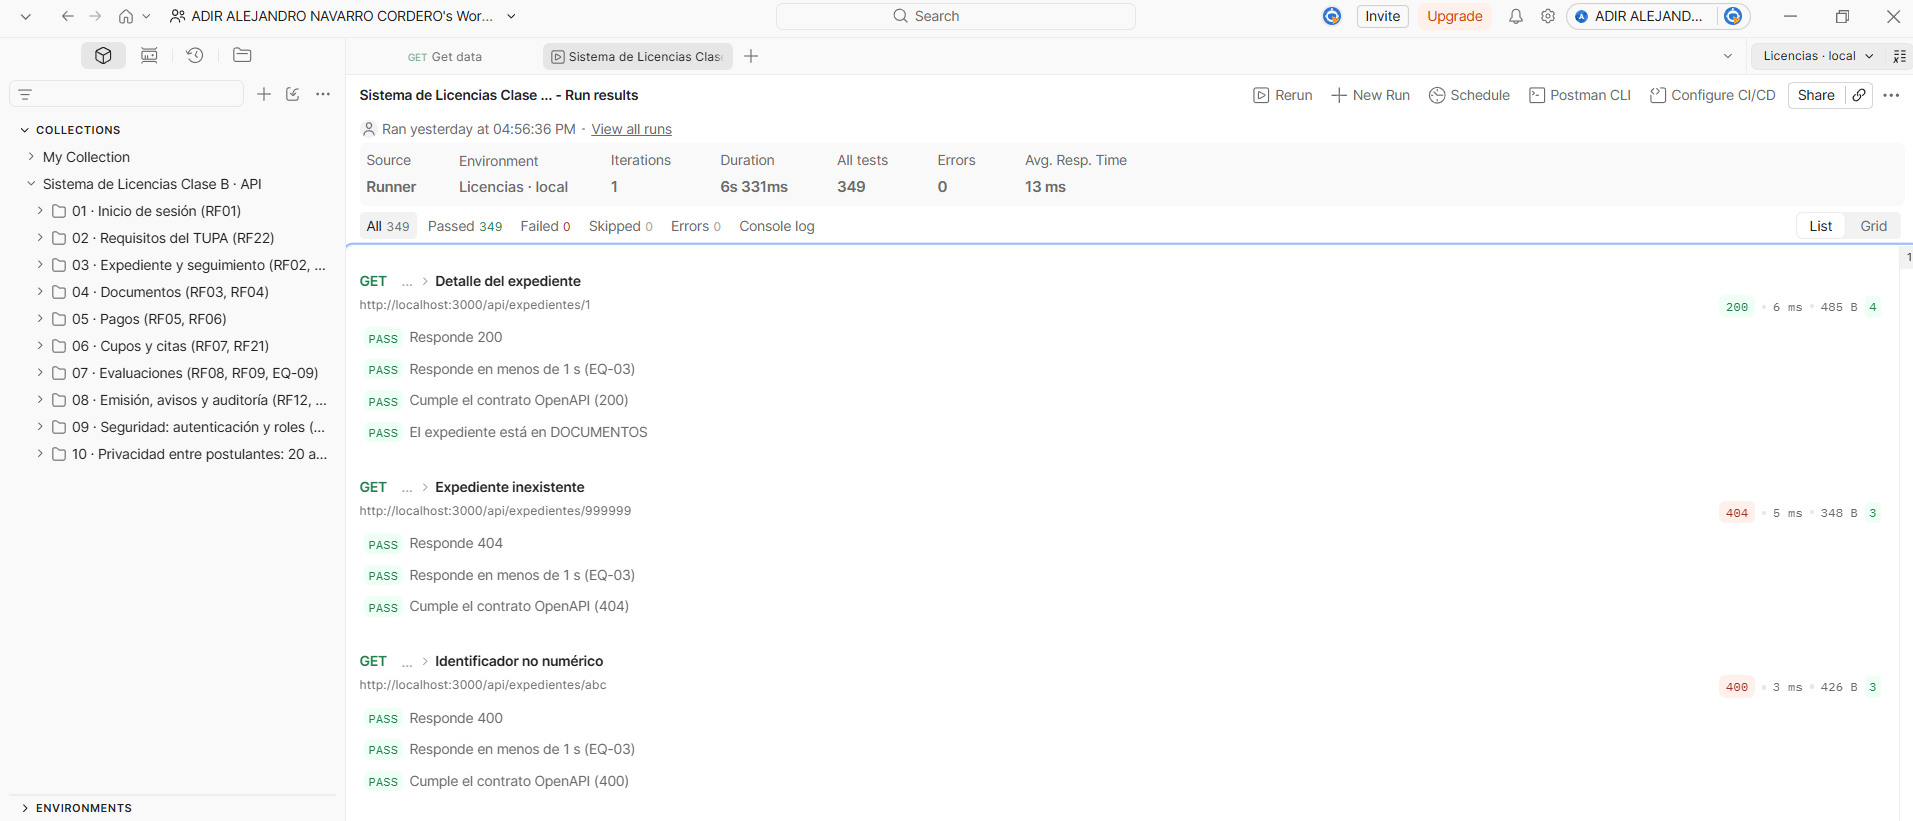 ADIR ALEJANDRO NAVARRO CORDERO's Wor...
Search
Invite
Upgrade
ADIR ALEJAND...
GET Get data
Sistema de Licencias Clase
Licencias · local
COLLECTIONS
My Collection
Sistema de Licencias Clase B · API
01 · Inicio de sesión (RF01)
02 · Requisitos del TUPA (RF22)
03 · Expediente y seguimiento (RF02, ...
04 · Documentos (RF03, RF04)
05 · Pagos (RF05, RF06)
06 · Cupos y citas (RF07, RF21)
07 · Evaluaciones (RF08, RF09, EQ-09)
08 · Emisión, avisos y auditoría (RF12, ...
09 · Seguridad: autenticación y roles (...
10 · Privacidad entre postulantes: 20 a...
ENVIRONMENTS
Sistema de Licencias Clase ... - Run results
Rerun
New Run
Schedule
Postman CLI
Configure CI/CD
Share
Ran yesterday at 04:56:36 PM · View all runs
Source Environment Iterations Duration All tests Errors Avg. Resp. Time
Runner Licencias · local 1 6s 331ms 349 0 13 ms
All 349 Passed 349 Failed 0 Skipped 0 Errors 0 Console log
List Grid
1
GET ... > Detalle del expediente
http://localhost:3000/api/expedientes/1
200 • 6 ms • 485 B 4
PASS Responde 200
PASS Responde en menos de 1 s (EQ-03)
PASS Cumple el contrato OpenAPI (200)
PASS El expediente está en DOCUMENTOS
GET ... > Expediente inexistente
http://localhost:3000/api/expedientes/999999
404 • 5 ms • 348 B 3
PASS Responde 404
PASS Responde en menos de 1 s (EQ-03)
PASS Cumple el contrato OpenAPI (404)
GET ... > Identificador no numérico
http://localhost:3000/api/expedientes/abc
400 • 3 ms • 426 B 3
PASS Responde 400
PASS Responde en menos de 1 s (EQ-03)
PASS Cumple el contrato OpenAPI (400)